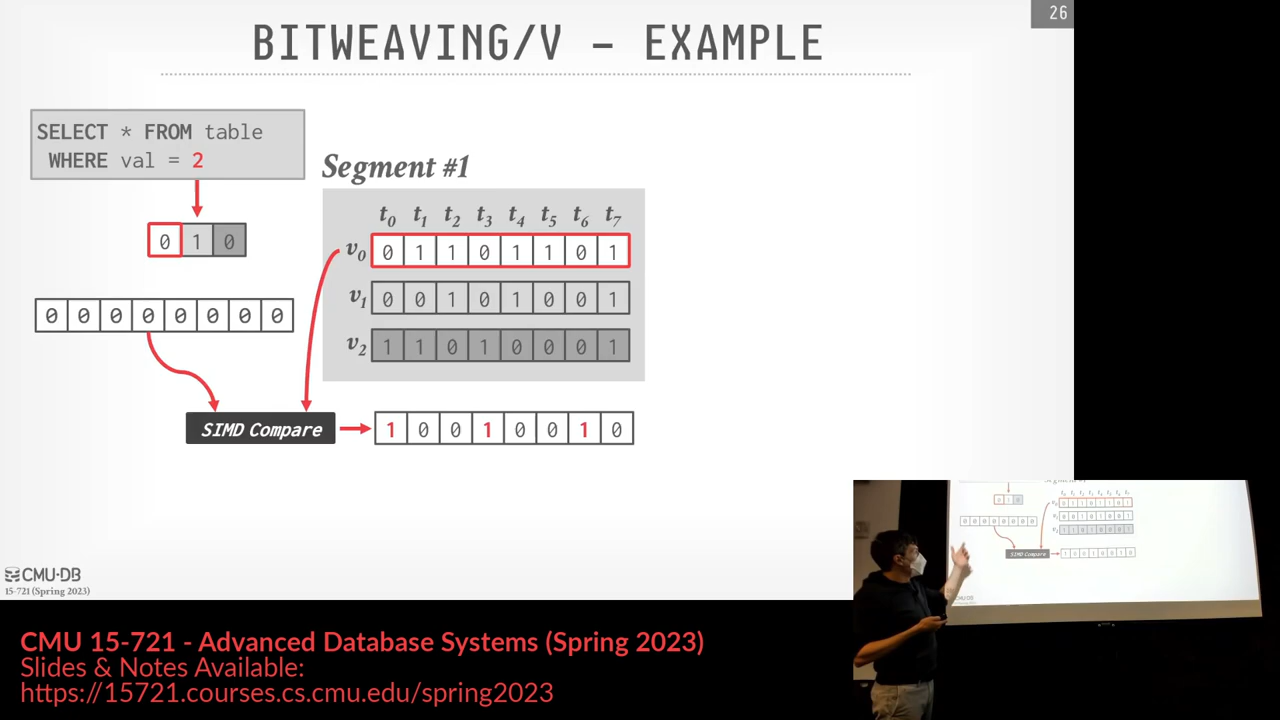 26
BITWEAVING/V – EXAMPLE
SELECT * FROM table
WHERE val = 2
0 1 0
0 0 0 0 0 0 0 0
Segment #1
t0 t1 t2 t3 t4 t5 t6 t7
v0 0 1 1 0 1 1 0 1
v1 0 0 1 0 1 0 0 1
v2 1 1 0 1 0 0 0 1
SIMD Compare
1 0 0 1 0 0 1 0
CMU·DB
15-721 (Spring 2023)
CMU 15-721 - Advanced Database Systems (Spring 2023)
Slides & Notes Available:
https://15721.courses.cs.cmu.edu/spring2023
SIMD Compare